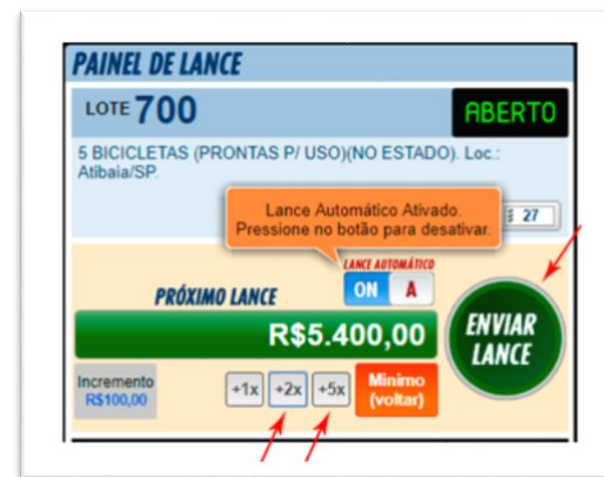 PAINEL DE LANCE
LOTE 700
ABERTO
5 BICICLETAS (PRONTAS P/ USO)(NO ESTADO). Loc.:
Atibaia/SP.
27
Lance Automático Ativado.
Pressione no botão para desativar.
LANCE AUTOMÁTICO
ON A
PRÓXIMO LANCE
R$5.400,00
ENVIAR
LANCE
Incremento
R$100,00
+1x +2x +5x
Mínimo
(voltar)